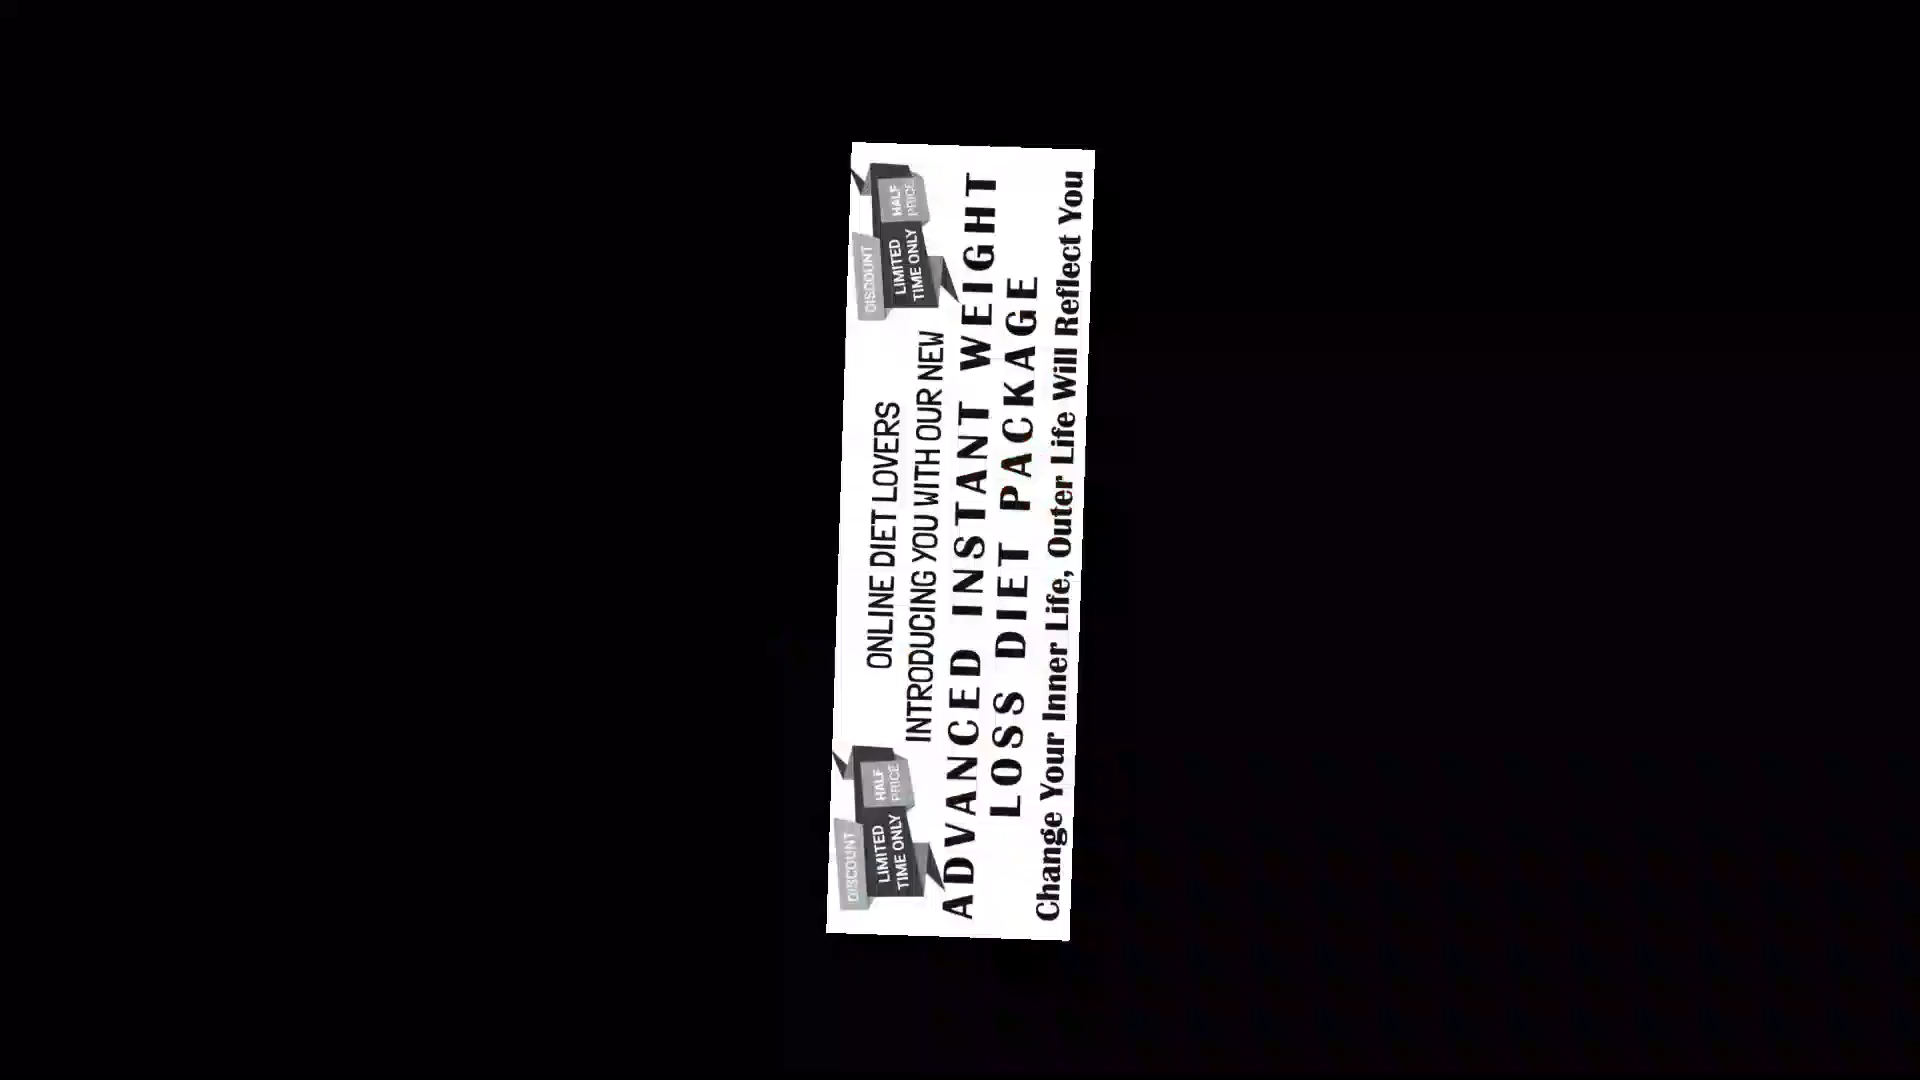 DISCOUNT
LIMITED
TIME ONLY
HALF
PRICE
ONLINE DIET LOVERS
INTRODUCING YOU WITH OUR NEW
DISCOUNT
LIMITED
TIME ONLY
HALF
PRICE
ADVANCED INSTANT WEIGHT
LOSS DIET PACKAGE
Change Your Inner Life, Outer Life Will Reflect You